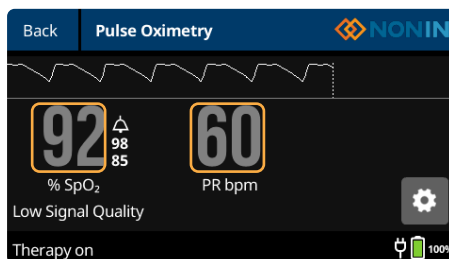 Back
Pulse Oximetry
NONIN
92
98
85
60
% SpO₂
PR bpm
Low Signal Quality
Therapy on
100%